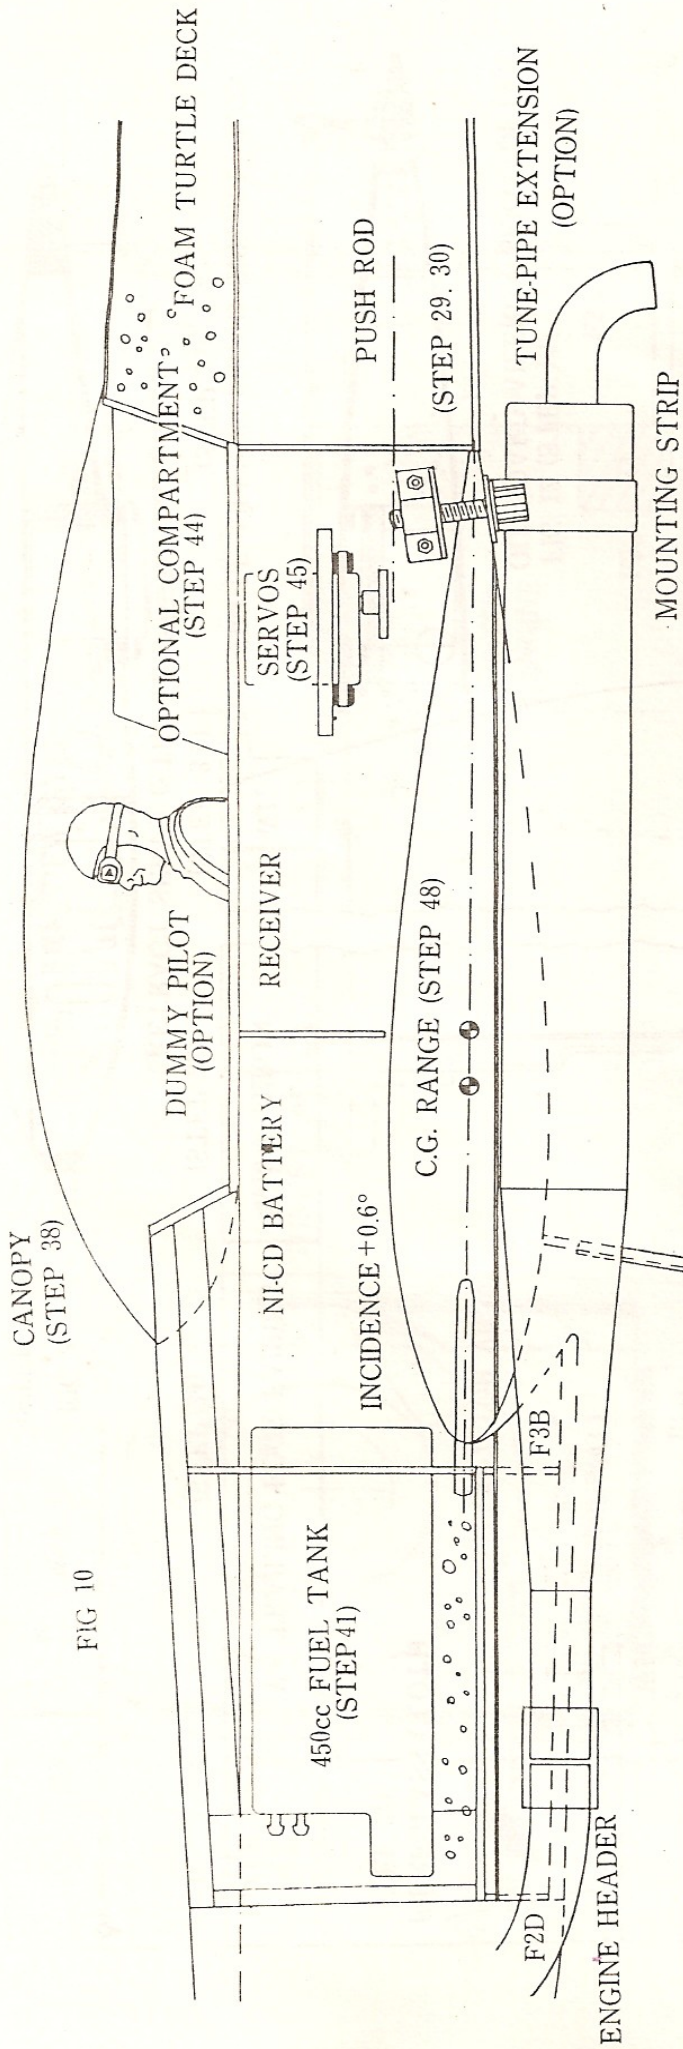 FIG 10
CANOPY
(STEP 38)
DUMMY PILOT
(OPTION)
OPTIONAL COMPARTMENT
(STEP 44)
FOAM TURTLE DECK
450cc FUEL TANK
(STEP 41)
NI-CD BATTERY
RECEIVER
SERVOS
(STEP 45)
PUSH ROD
(STEP 29. 30)
INCIDENCE +0.6°
C.G. RANGE (STEP 48)
F2D
F3B
ENGINE HEADER
TUNE-PIPE EXTENSION
(OPTION)
MOUNTING STRIP